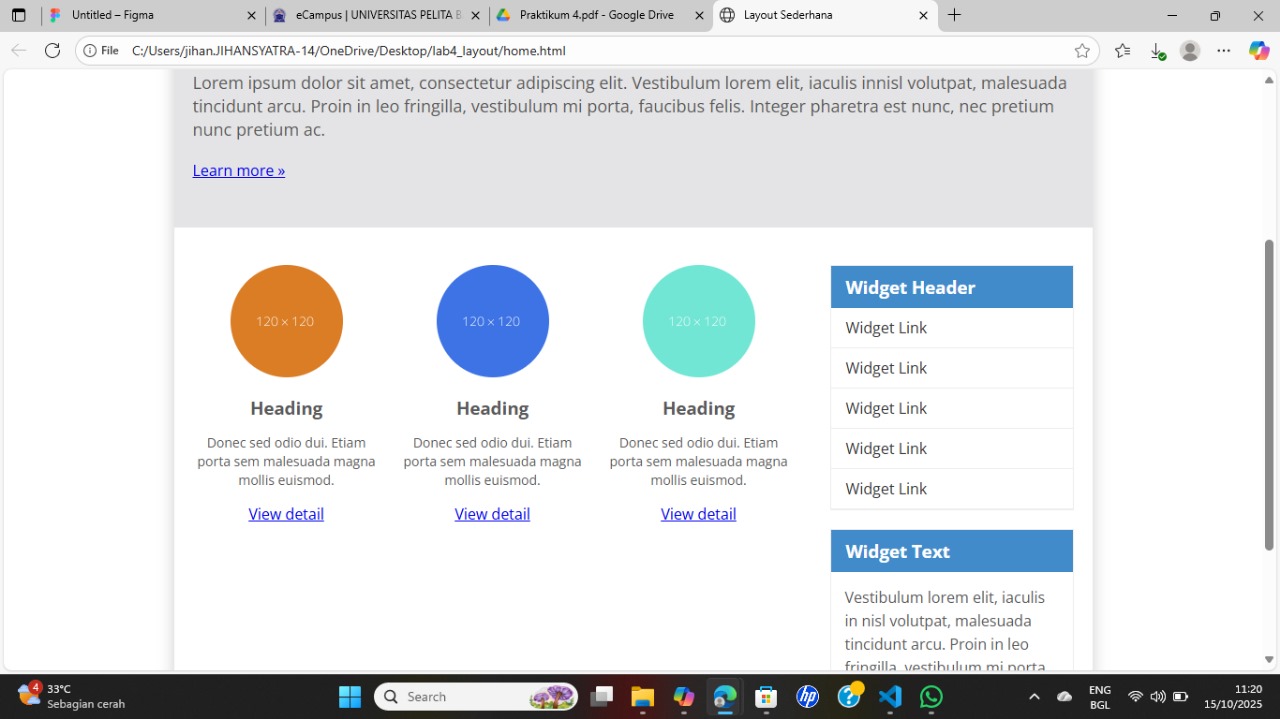 Untitled – Figma
eCampus | UNIVERSITAS PELITA B
Praktikum 4.pdf - Google Drive
Layout Sederhana
File
C:/Users/jihan.JIHANSYATRA-14/OneDrive/Desktop/lab4_layout/home.html
Lorem ipsum dolor sit amet, consectetur adipiscing elit. Vestibulum lorem elit, iaculis innisl volutpat, malesuada
tincidunt arcu. Proin in leo fringilla, vestibulum mi porta, faucibus felis. Integer pharetra est nunc, nec pretium
nunc pretium ac.
Learn more »
120 × 120
Heading
Donec sed odio dui. Etiam
porta sem malesuada magna
mollis euismod.
View detail
120 × 120
Heading
Donec sed odio dui. Etiam
porta sem malesuada magna
mollis euismod.
View detail
120 × 120
Heading
Donec sed odio dui. Etiam
porta sem malesuada magna
mollis euismod.
View detail
Widget Header
Widget Link
Widget Link
Widget Link
Widget Link
Widget Link
Widget Text
Vestibulum lorem elit, iaculis
in nisl volutpat, malesuada
tincidunt arcu. Proin in leo
fringilla, vestibulum mi porta
4
33°C
Sebagian cerah
Search
hp
ENG
BGL
11:20
15/10/2025